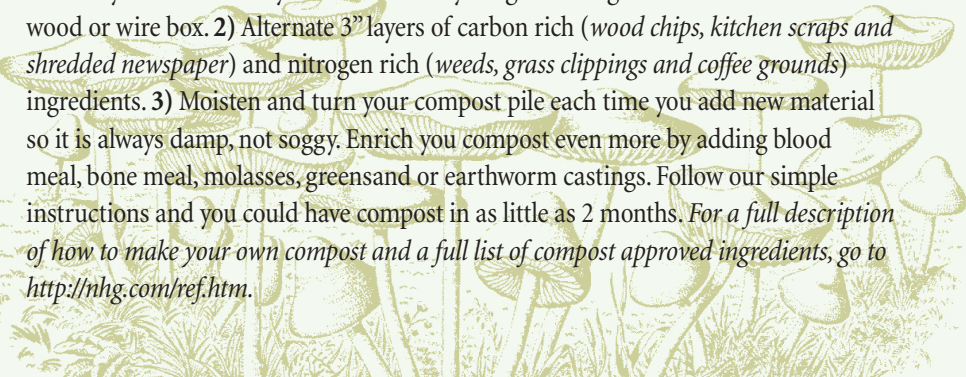 wood or wire box. 2) Alternate 3” layers of carbon rich (wood chips, kitchen scraps and
shredded newspaper) and nitrogen rich (weeds, grass clippings and coffee grounds)
ingredients. 3) Moisten and turn your compost pile each time you add new material
so it is always damp, not soggy. Enrich you compost even more by adding blood
meal, bone meal, molasses, greensand or earthworm castings. Follow our simple
instructions and you could have compost in as little as 2 months. For a full description
of how to make your own compost and a full list of compost approved ingredients, go to
http://nhg.com/ref.htm.